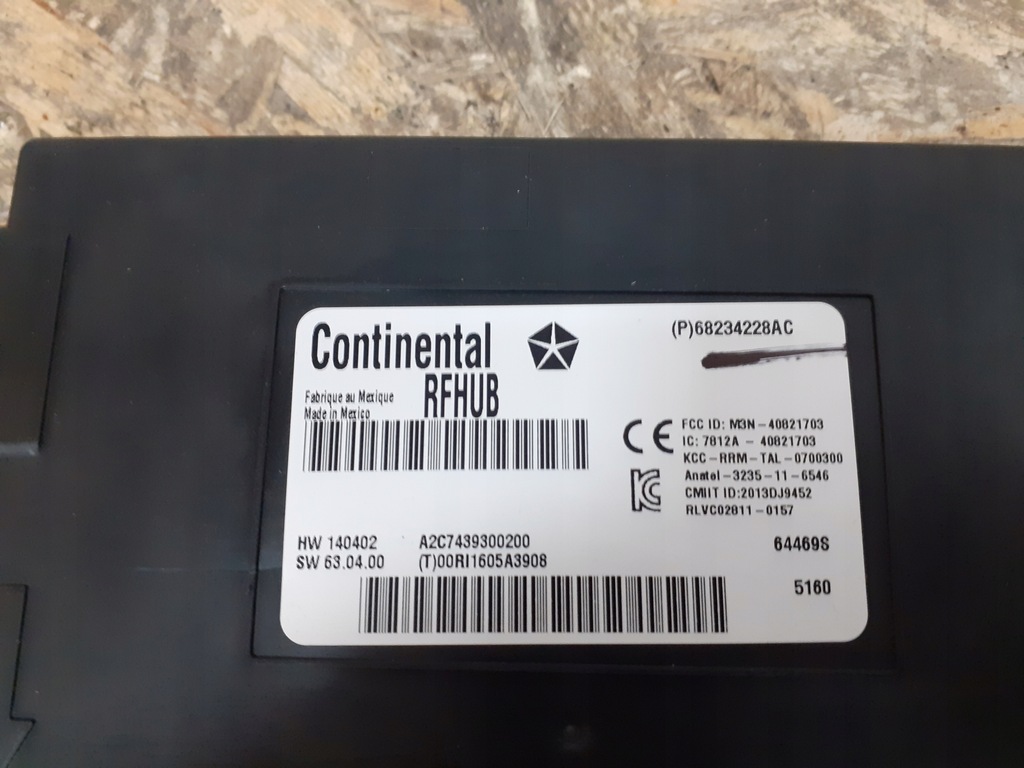 Continental
RFHUB
(P)68234228AC
Fabrique au Mexique
Made in Mexico
CE
FCC ID: M3N-40821703
IC: 7812A - 40821703
KCC-RRM-TAL-0700300
Anatel-3235-11-6546
CMIIT ID:2013DJ9452
RLVC02811-0157
HW 140402 A2C7439300200
SW 63.04.00 (T)00RI1605A3908
64469S
5160